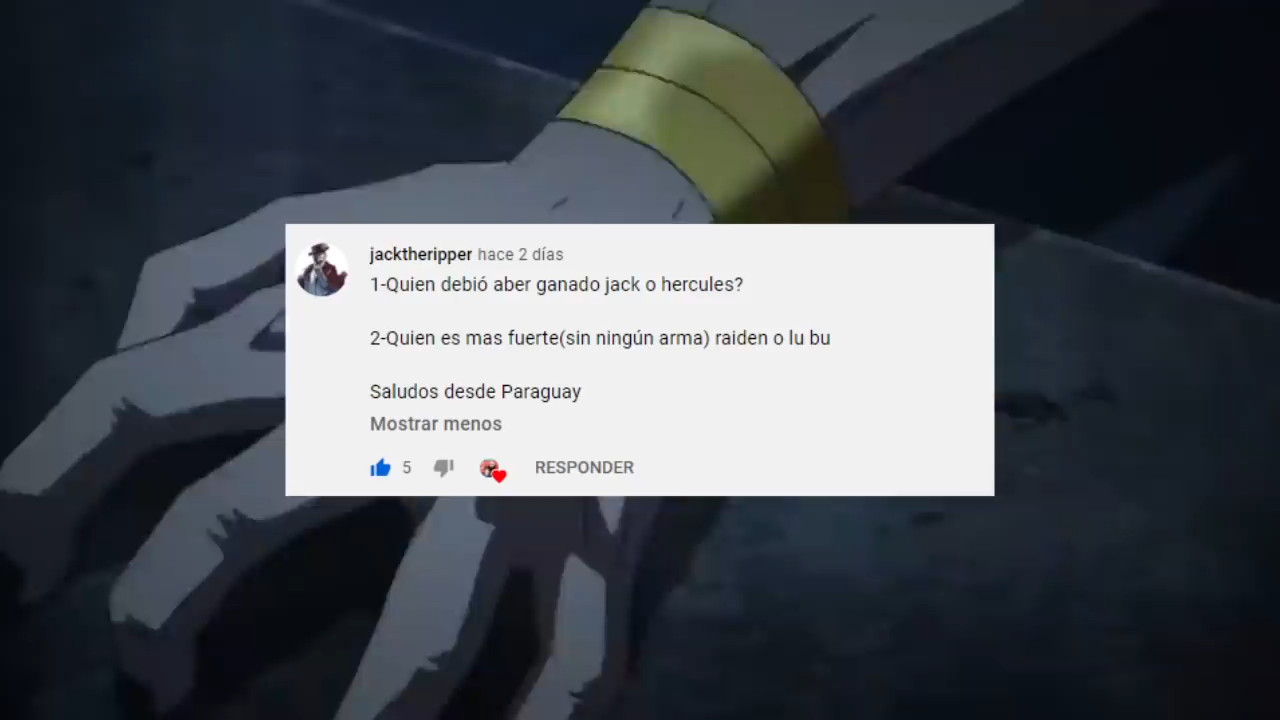 jacktheripper hace 2 días
1-Quien debió aber ganado jack o hercules?
2-Quien es mas fuerte(sin ningún arma) raiden o lu bu
Saludos desde Paraguay
Mostrar menos
5 RESPONDER